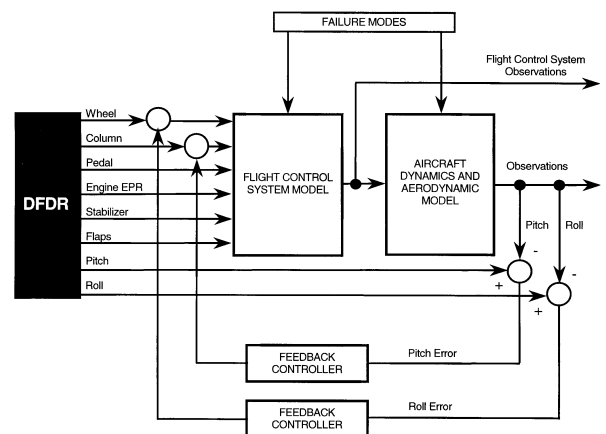 FAILURE MODES
Flight Control System
Observations
DFDR
Wheel
Column
Pedal
Engine EPR
Stabilizer
Flaps
Pitch
Roll
FLIGHT CONTROL
SYSTEM MODEL
AIRCRAFT
DYNAMICS AND
AERODYNAMIC
MODEL
Observations
Pitch
Roll
-
-
+
+
FEEDBACK
CONTROLLER
Pitch Error
FEEDBACK
CONTROLLER
Roll Error